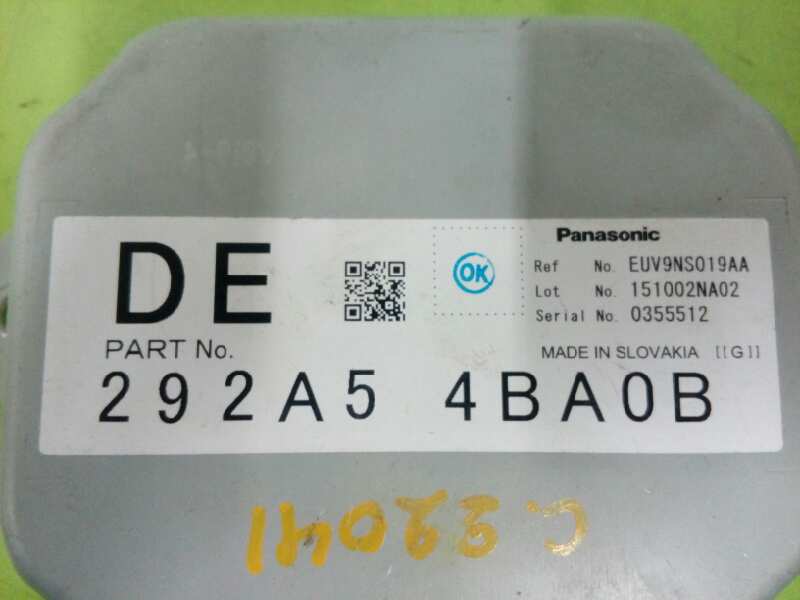 DE
OK
Panasonic
Ref No. EUV9NS019AA
Lot No. 151002NA02
Serial No. 0355512
PART No.
MADE IN SLOVAKIA [[G]]
292A5 4BA0B
C22041